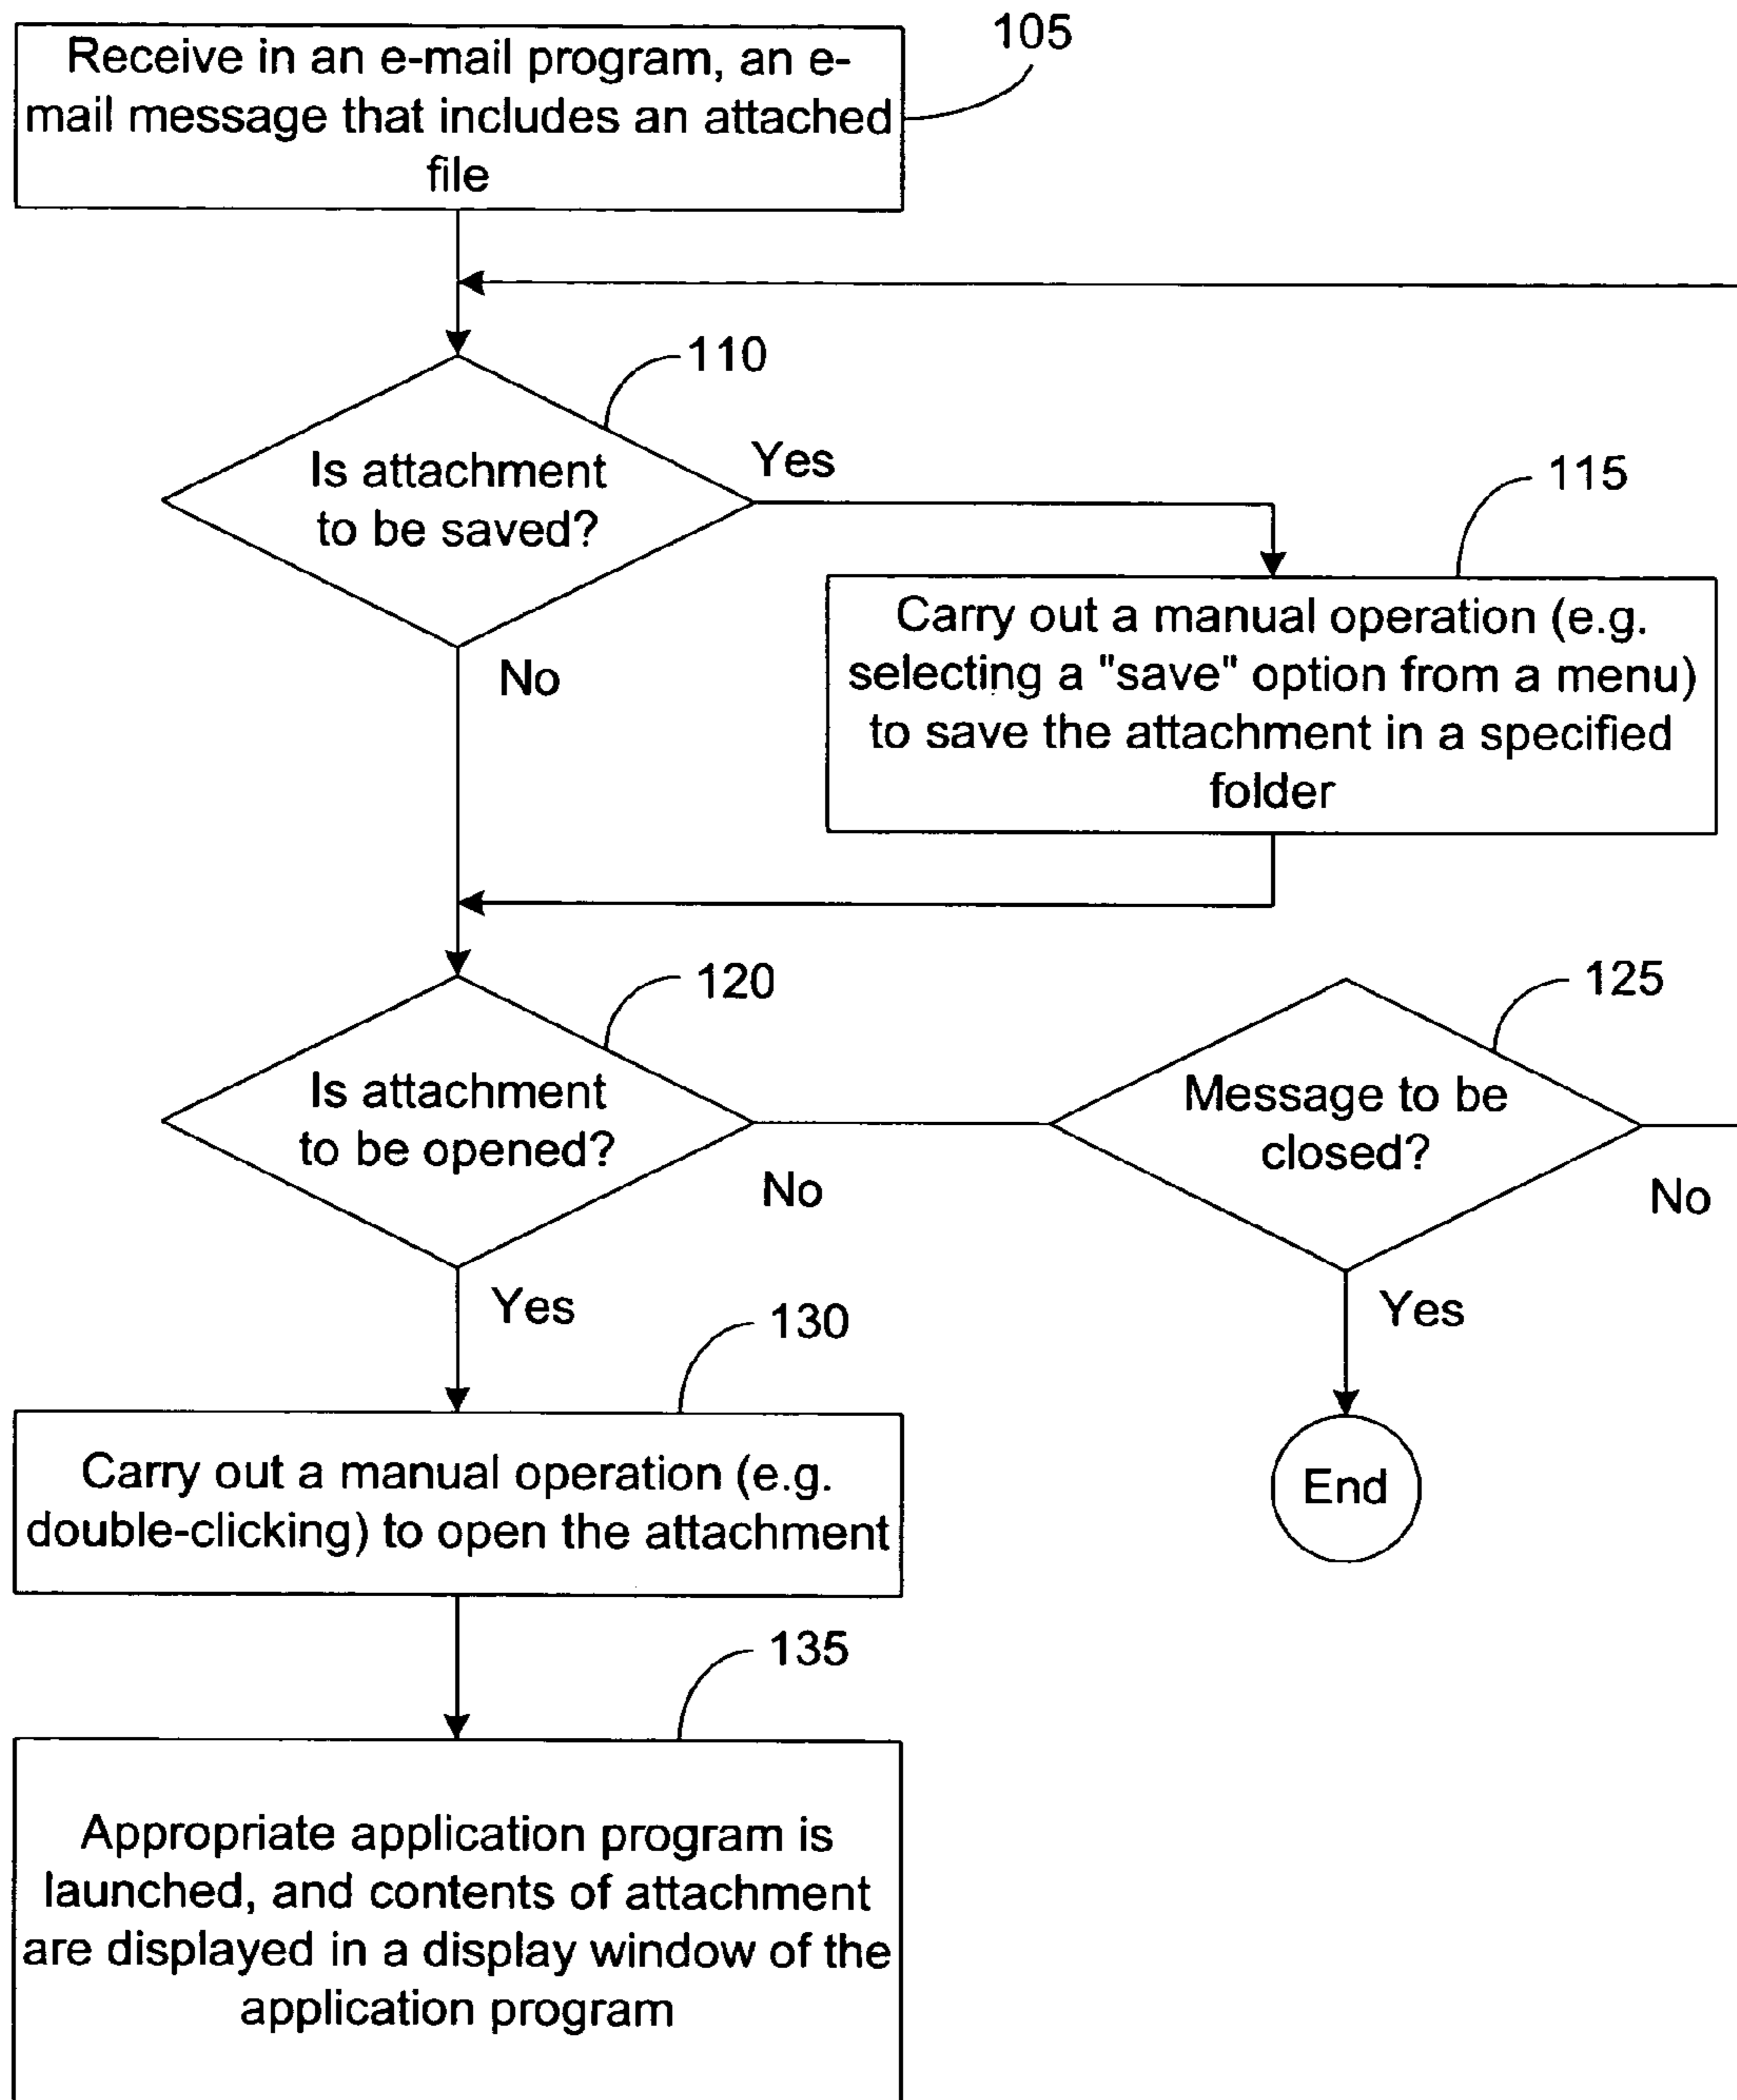 105
Receive in an e-mail program, an e-
mail message that includes an attached
file
110
Is attachment
to be saved?
Yes
No
115
Carry out a manual operation (e.g.
selecting a "save" option from a menu)
to save the attachment in a specified
folder
120
Is attachment
to be opened?
No
Yes
125
Message to be
closed?
No
Yes
End
130
Carry out a manual operation (e.g.
double-clicking) to open the attachment
135
Appropriate application program is
launched, and contents of attachment
are displayed in a display window of the
application program